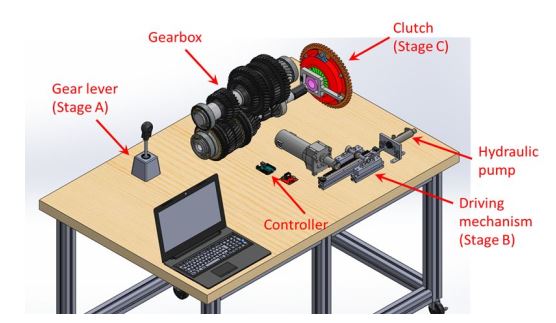 Clutch
(Stage C)
Gearbox
Gear lever
(Stage A)
Hydraulic
pump
Controller
Driving
mechanism
(Stage B)